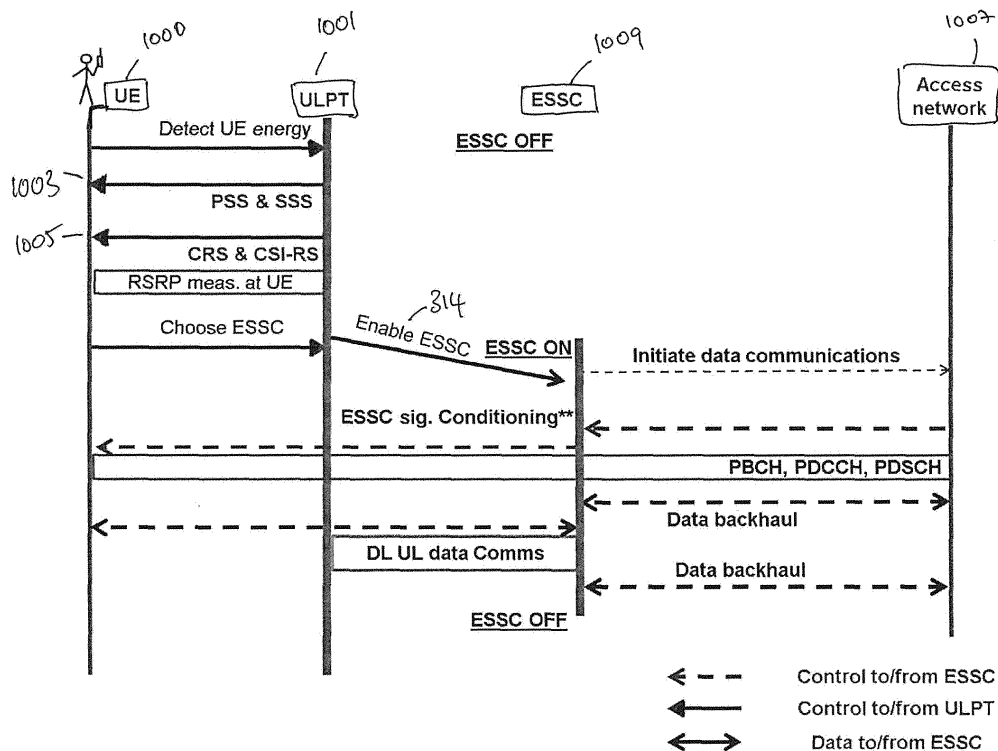 1000
1001
1009
1007
UE
ULPT
ESSC
Access
network
Detect UE energy
ESSC OFF
1003
PSS & SSS
1005
CRS & CSI-RS
RSRP meas. at UE
314
Choose ESSC
Enable ESSC
ESSC ON
Initiate data communications
ESSC sig. Conditioning**
PBCH, PDCCH, PDSCH
Data backhaul
DL UL data Comms
Data backhaul
ESSC OFF
Control to/from ESSC
Control to/from ULPT
Data to/from ESSC